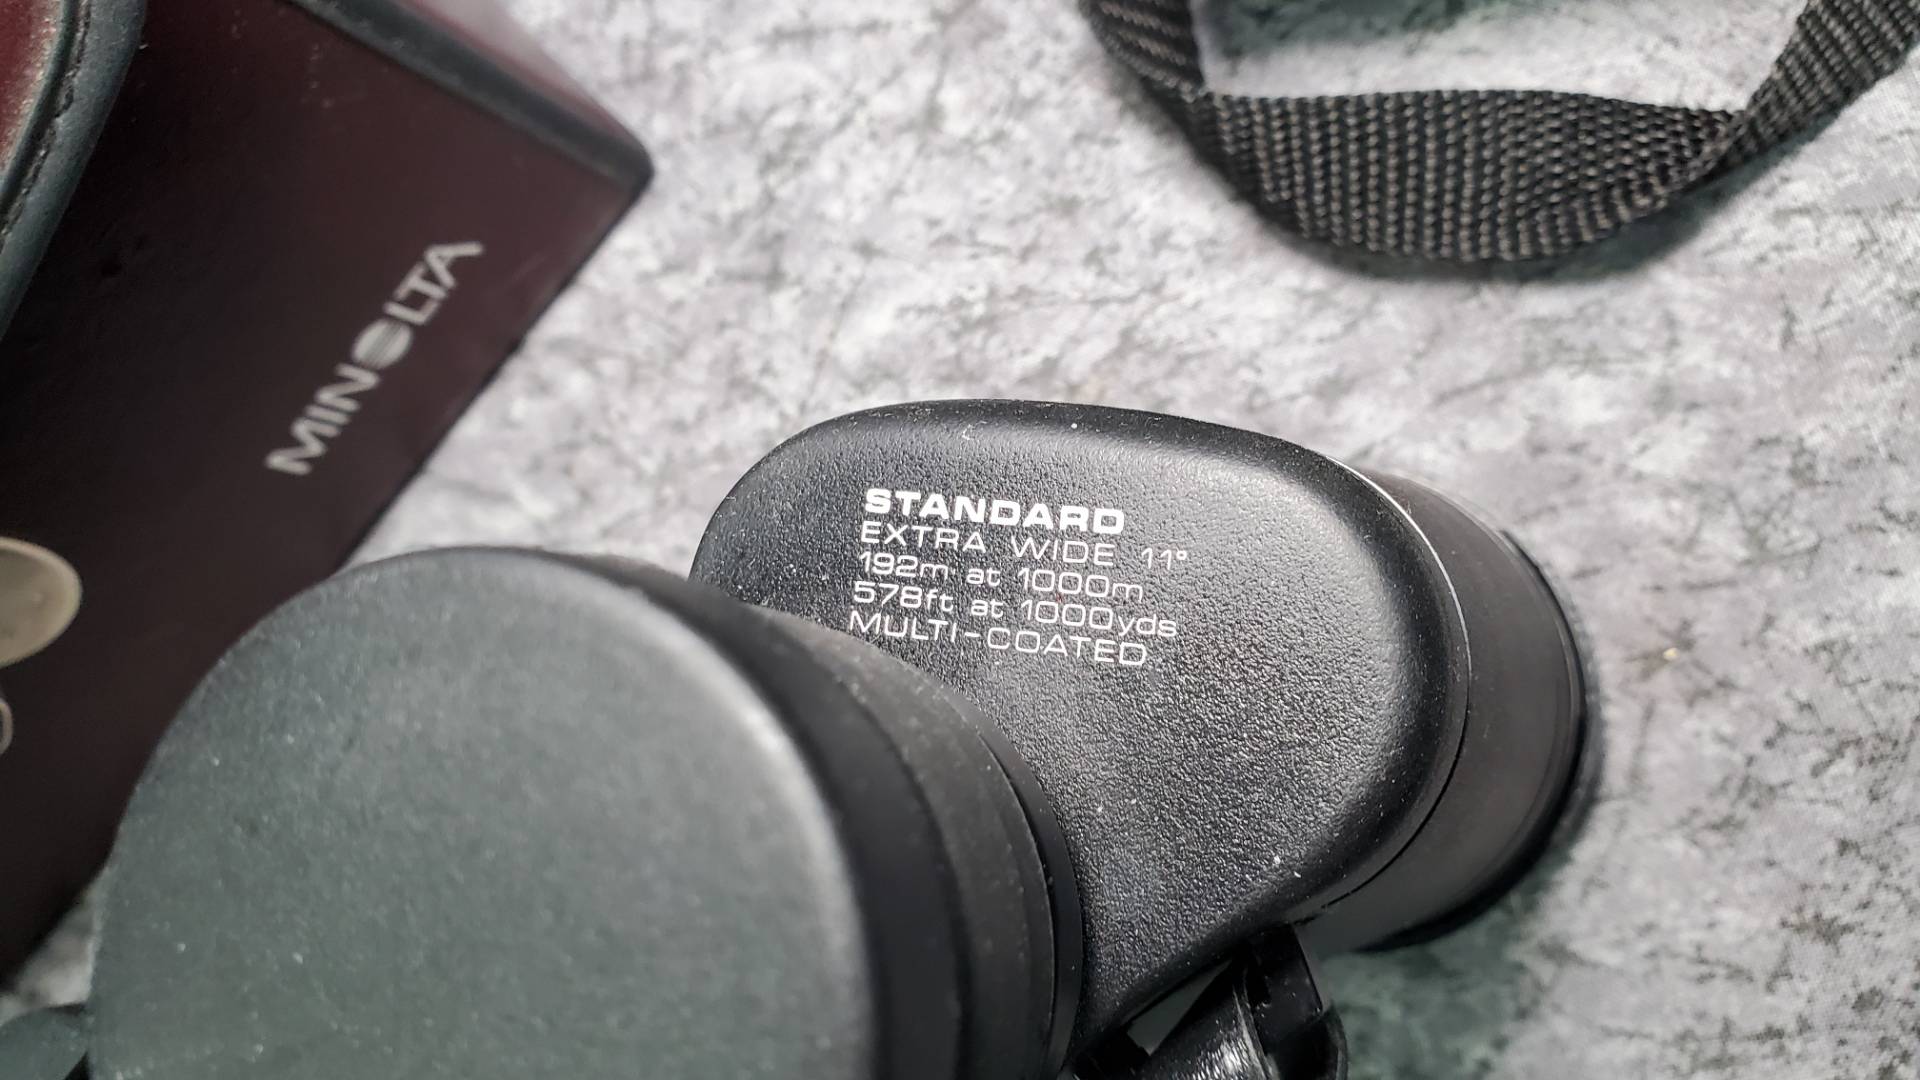 MINOLTA
STANDARD
EXTRA WIDE 11°
192m at 1000m
578ft at 1000yds
MULTI-COATED